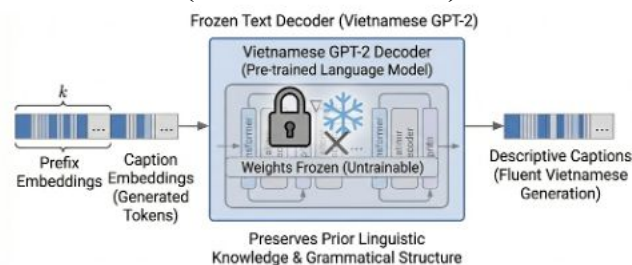 Frozen Text Decoder (Vietnamese GPT-2)
Vietnamese GPT-2 Decoder
(Pre-trained Language Model)
k
...
...
...
Weights Frozen (Untrainable)
...
Prefix
Embeddings
Caption
Embeddings
(Generated
Tokens)
Descriptive Captions
(Fluent Vietnamese
Generation)
Preserves Prior Linguistic
Knowledge & Grammatical Structure